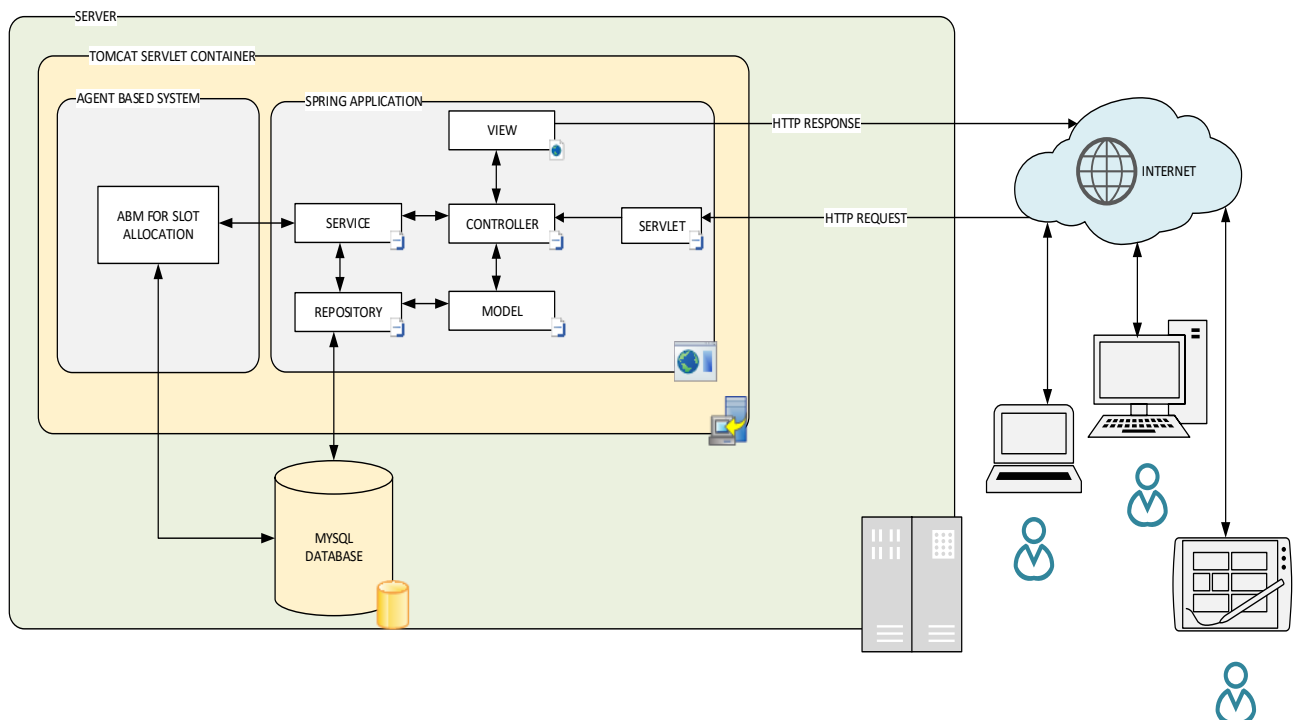 SERVER
TOMCAT SERVLET CONTAINER
AGENT BASED SYSTEM
SPRING APPLICATION
VIEW
HTTP RESPONSE
INTERNET
ABM FOR SLOT
ALLOCATION
SERVICE
CONTROLLER
SERVLET
HTTP REQUEST
REPOSITORY
MODEL
MYSQL
DATABASE